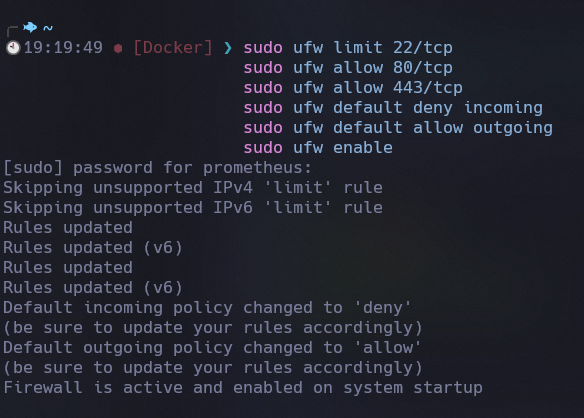 ~
19:19:49 [Docker] ❯ sudo ufw limit 22/tcp
sudo ufw allow 80/tcp
sudo ufw allow 443/tcp
sudo ufw default deny incoming
sudo ufw default allow outgoing
sudo ufw enable
[sudo] password for prometheus:
Skipping unsupported IPv4 'limit' rule
Skipping unsupported IPv6 'limit' rule
Rules updated
Rules updated (v6)
Rules updated
Rules updated (v6)
Default incoming policy changed to 'deny'
(be sure to update your rules accordingly)
Default outgoing policy changed to 'allow'
(be sure to update your rules accordingly)
Firewall is active and enabled on system startup